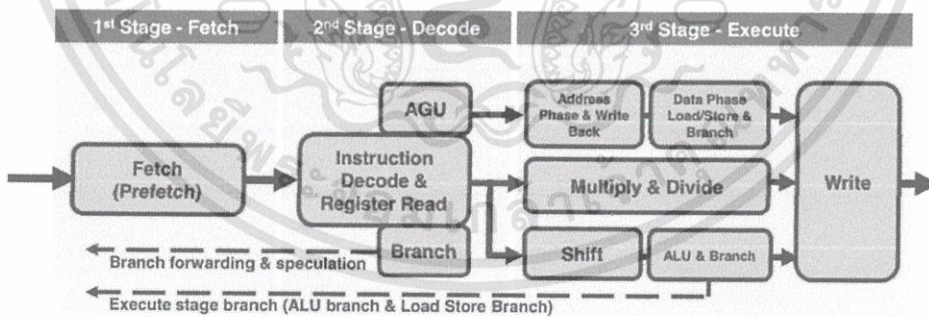 1st Stage - Fetch
2nd Stage - Decode
3rd Stage - Execute
AGU
Address
Phase & Write
Back
Data Phase
Load/Store &
Branch
Fetch
(Prefetch)
Instruction
Decode &
Register Read
Multiply & Divide
Write
Branch
Shift
ALU & Branch
Branch forwarding & speculation
Execute stage branch (ALU branch & Load Store Branch)